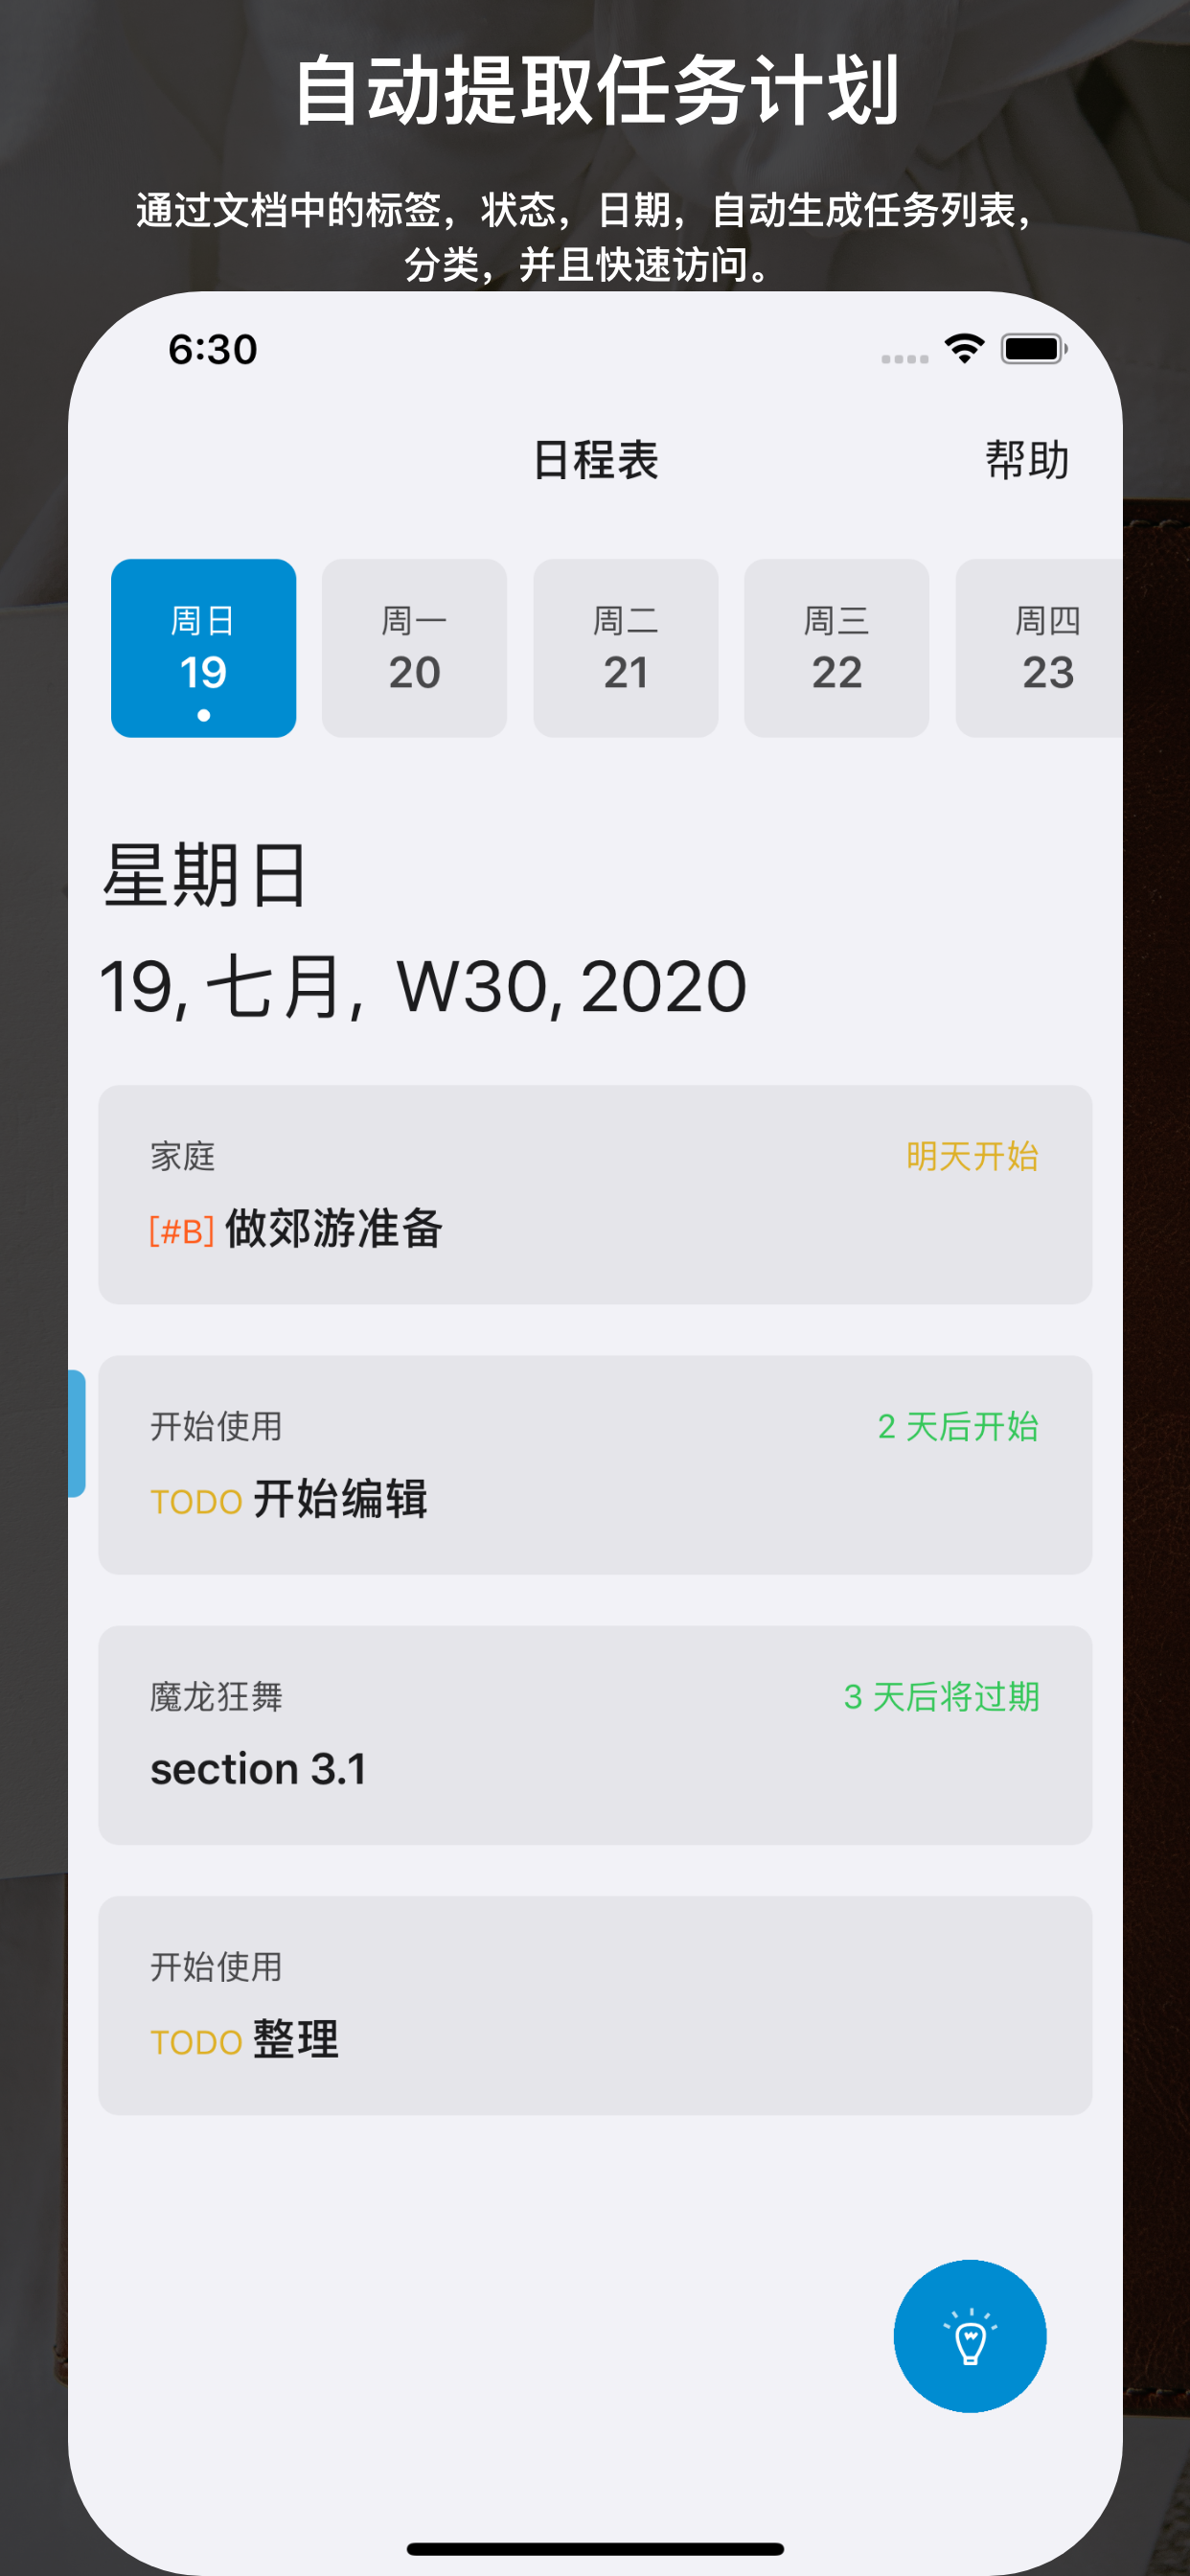 自动提取任务计划
通过文档中的标签，状态，日期，自动生成任务列表，
分类，并且快速访问。
6:30
日程表 帮助
周日 周一 周二 周三 周四
19 20 21 22 23
星期日
19, 七月, W30, 2020
家庭 明天开始
[#B] 做郊游准备
开始使用 2 天后开始
TODO 开始编辑
魔龙狂舞 3 天后将过期
section 3.1
开始使用
TODO 整理